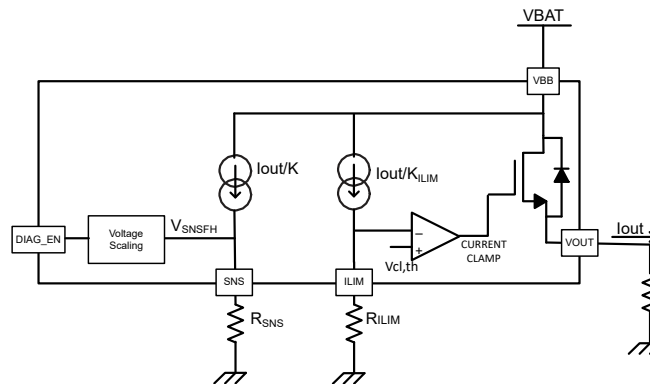 VBAT
VBB
Iout/K
Iout/KILIM
DIAG_EN
Voltage
Scaling
VSNSFH
Vcl,th
CURRENT
CLAMP
VOUT
Iout
SNS
ILIM
RSNS
RILIM